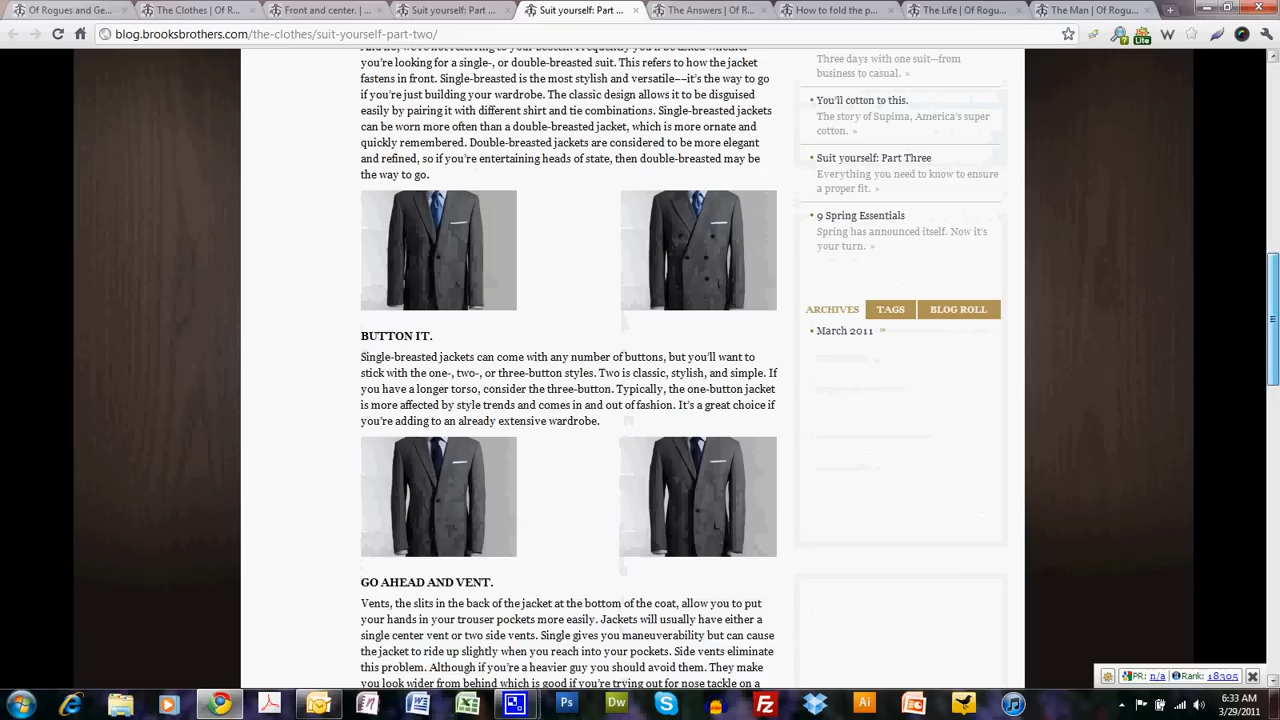 Of Rogues and Ge...
The Clothes | Of R...
Front and center. | ...
Suit yourself: Part ...
Suit yourself: Part ...
The Answers | Of R...
How to fold the p...
The Life | Of Rogu...
The Man | Of Rogu...
blog.brooksbrothers.com/the-clothes/suit-yourself-part-two/
you're looking for a single-, or double-breasted suit. This refers to how the jacket
fastens in front. Single-breasted is the most stylish and versatile––it's the way to go
if you're just building your wardrobe. The classic design allows it to be disguised
easily by pairing it with different shirt and tie combinations. Single-breasted jackets
can be worn more often than a double-breasted jacket, which is more ornate and
quickly remembered. Double-breasted jackets are considered to be more elegant
and refined, so if you're entertaining heads of state, then double-breasted may be
the way to go.
BUTTON IT.
Single-breasted jackets can come with any number of buttons, but you'll want to
stick with the one-, two-, or three-button styles. Two is classic, stylish, and simple. If
you have a longer torso, consider the three-button. Typically, the one-button jacket
is more affected by style trends and comes in and out of fashion. It's a great choice if
you're adding to an already extensive wardrobe.
GO AHEAD AND VENT.
Vents, the slits in the back of the jacket at the bottom of the coat, allow you to put
your hands in your trouser pockets more easily. Jackets will usually have either a
single center vent or two side vents. Single gives you maneuverability but can cause
the jacket to ride up slightly when you reach into your pockets. Side vents eliminate
this problem. Although if you're a heavier guy you should avoid them. They make
you look wider from behind which is good if you're trying out for nose tackle on a
Three days with one suit—from
business to casual. »
• You'll cotton to this.
The story of Supima, America's super
cotton. »
• Suit yourself: Part Three
Everything you need to know to ensure
a proper fit. »
• 9 Spring Essentials
Spring has announced itself. Now it's
your turn. »
ARCHIVES TAGS BLOG ROLL
• March 2011 »
PR: n/a Rank: 18305
Ps Dw Fz Ai
6:33 AM
3/29/2011